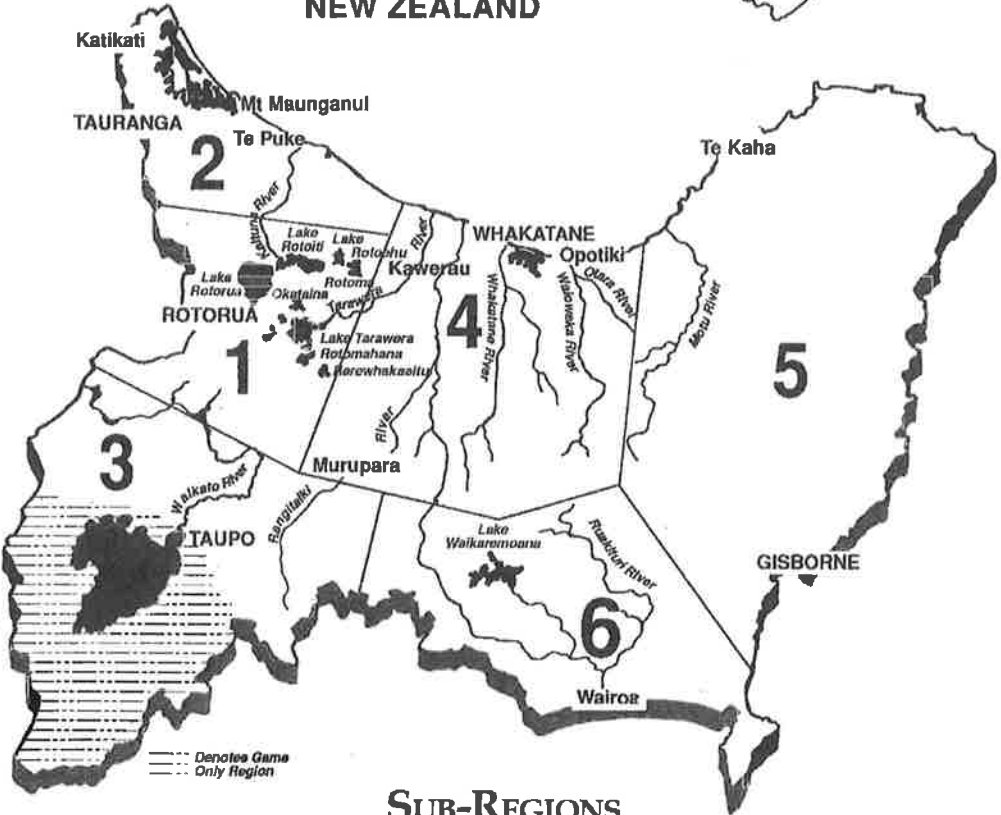 NEW ZEALAND
Katikati
Mt Maunganui
TAURANGA
Te Puke
2
Te Kaha
Kaituna River
WHAKATANE
Opotiki
Lake
Rotoiti
Lake
Rotoehu
River
Kawerau
Lake
Rotorua
Okataina
Rotoma
Tarawera
Otara River
Motu River
ROTORUA
4
Whakatane River
Waioweka River
Lake Tarawera
Rotomahana
Rerewhakaaitu
1
5
River
3
Murupara
Waikato River
Rangitaiki
TAUPO
Lake
Waikaremoana
Ruakituri River
GISBORNE
6
Wairoa
Denotes Game
Only Region
SUB-REGIONS